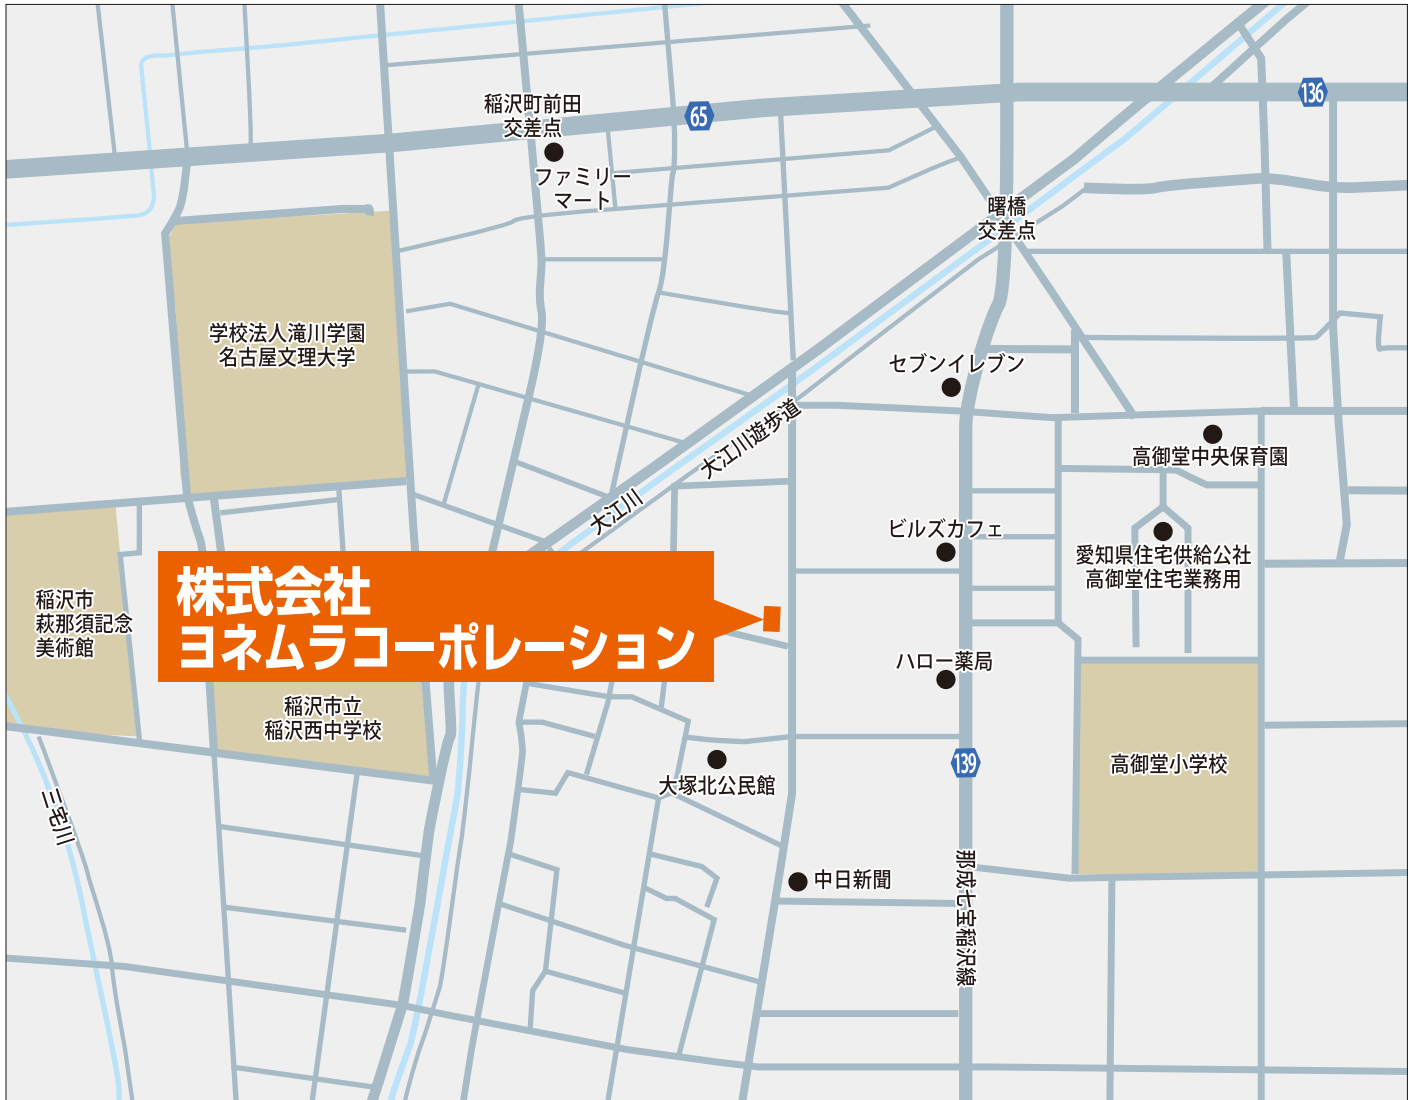 136
65
稲沢町前田
交差点
ファミリー
マート
曙橋
交差点
学校法人滝川学園
名古屋文理大学
セブンイレブン
大江川遊歩道
高御堂中央保育園
大江川
ビルズカフェ
愛知県住宅供給公社
高御堂住宅業務用
株式会社
ヨネムラコーポレーション
稲沢市
萩那須記念
美術館
ハロー薬局
稲沢市立
稲沢西中学校
139
高御堂小学校
大塚北公民館
三宅川
中日新聞
那成七宝稲沢線